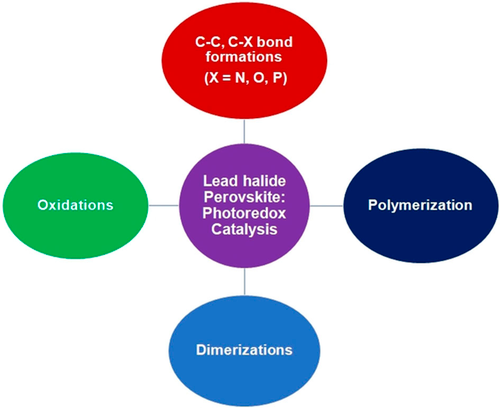 C-C, C-X bond
formations
(X = N, O, P)
Oxidations
Lead halide
Perovskite:
Photoredox
Catalysis
Polymerization
Dimerizations